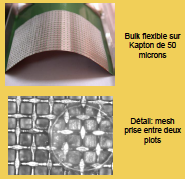 Bulk flexible sur
Kapton de 50
microns
Détail: mesh
prise entre deux
plots